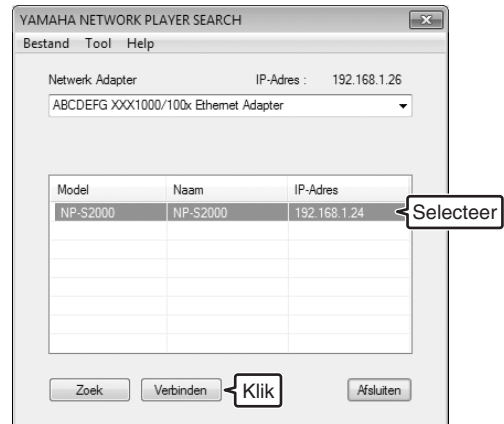 YAMAHA NETWORK PLAYER SEARCH
Bestand Tool Help
Netwerk Adapter IP-Adres : 192.168.1.26
ABCDEFG XXX1000/100x Ethernet Adapter
Model Naam IP-Adres
NP-S2000 NP-S2000 192.168.1.24 Selecteer
Zoek Verbinden Klik Afsluiten